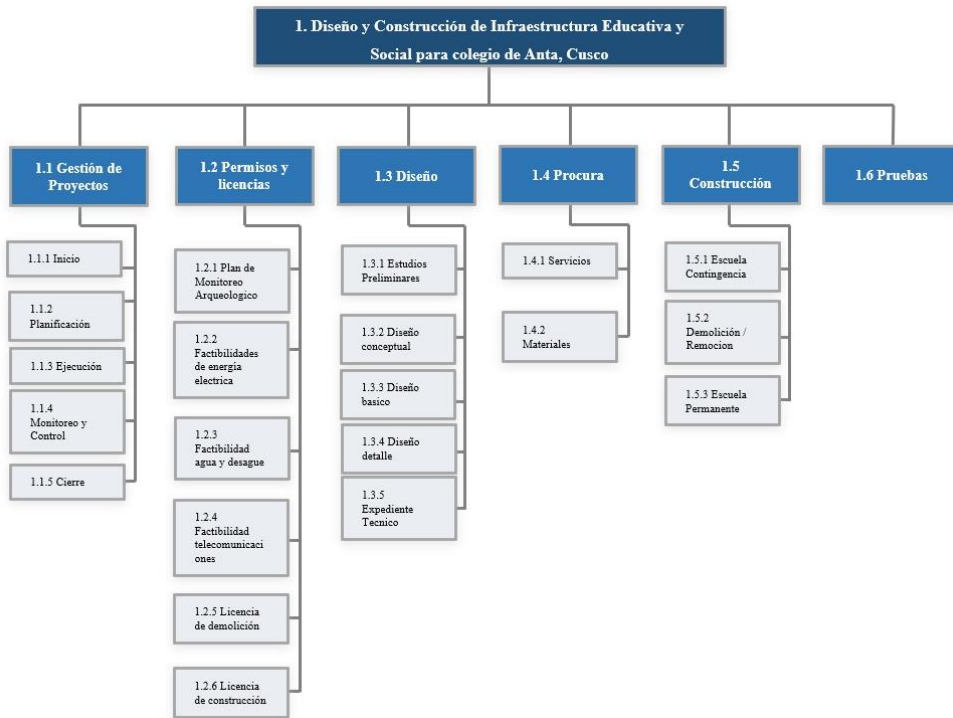 1. Diseño y Construcción de Infraestructura Educativa y
Social para colegio de Anta, Cusco
1.1 Gestión de
Proyectos
1.1.1 Inicio
1.1.2
Planificación
1.1.3 Ejecución
1.1.4
Monitoreo y
Control
1.1.5 Cierre
1.2 Permisos y
licencias
1.2.1 Plan de
Monitoreo
Arqueologico
1.2.2
Factibilidades
de energia
electrica
1.2.3
Factibilidad
agua y desague
1.2.4
Factibilidad
telecomunicaci
ones
1.2.5 Licencia
de demolición
1.2.6 Licencia
de construcción
1.3 Diseño
1.3.1 Estudios
Preliminares
1.3.2 Diseño
conceptual
1.3.3 Diseño
basico
1.3.4 Diseño
detalle
1.3.5
Expediente
Tecnico
1.4 Procura
1.4.1 Servicios
1.4.2
Materiales
1.5
Construcción
1.5.1 Escuela
Contingencia
1.5.2
Demolición /
Remocion
1.5.3 Escuela
Permanente
1.6 Pruebas